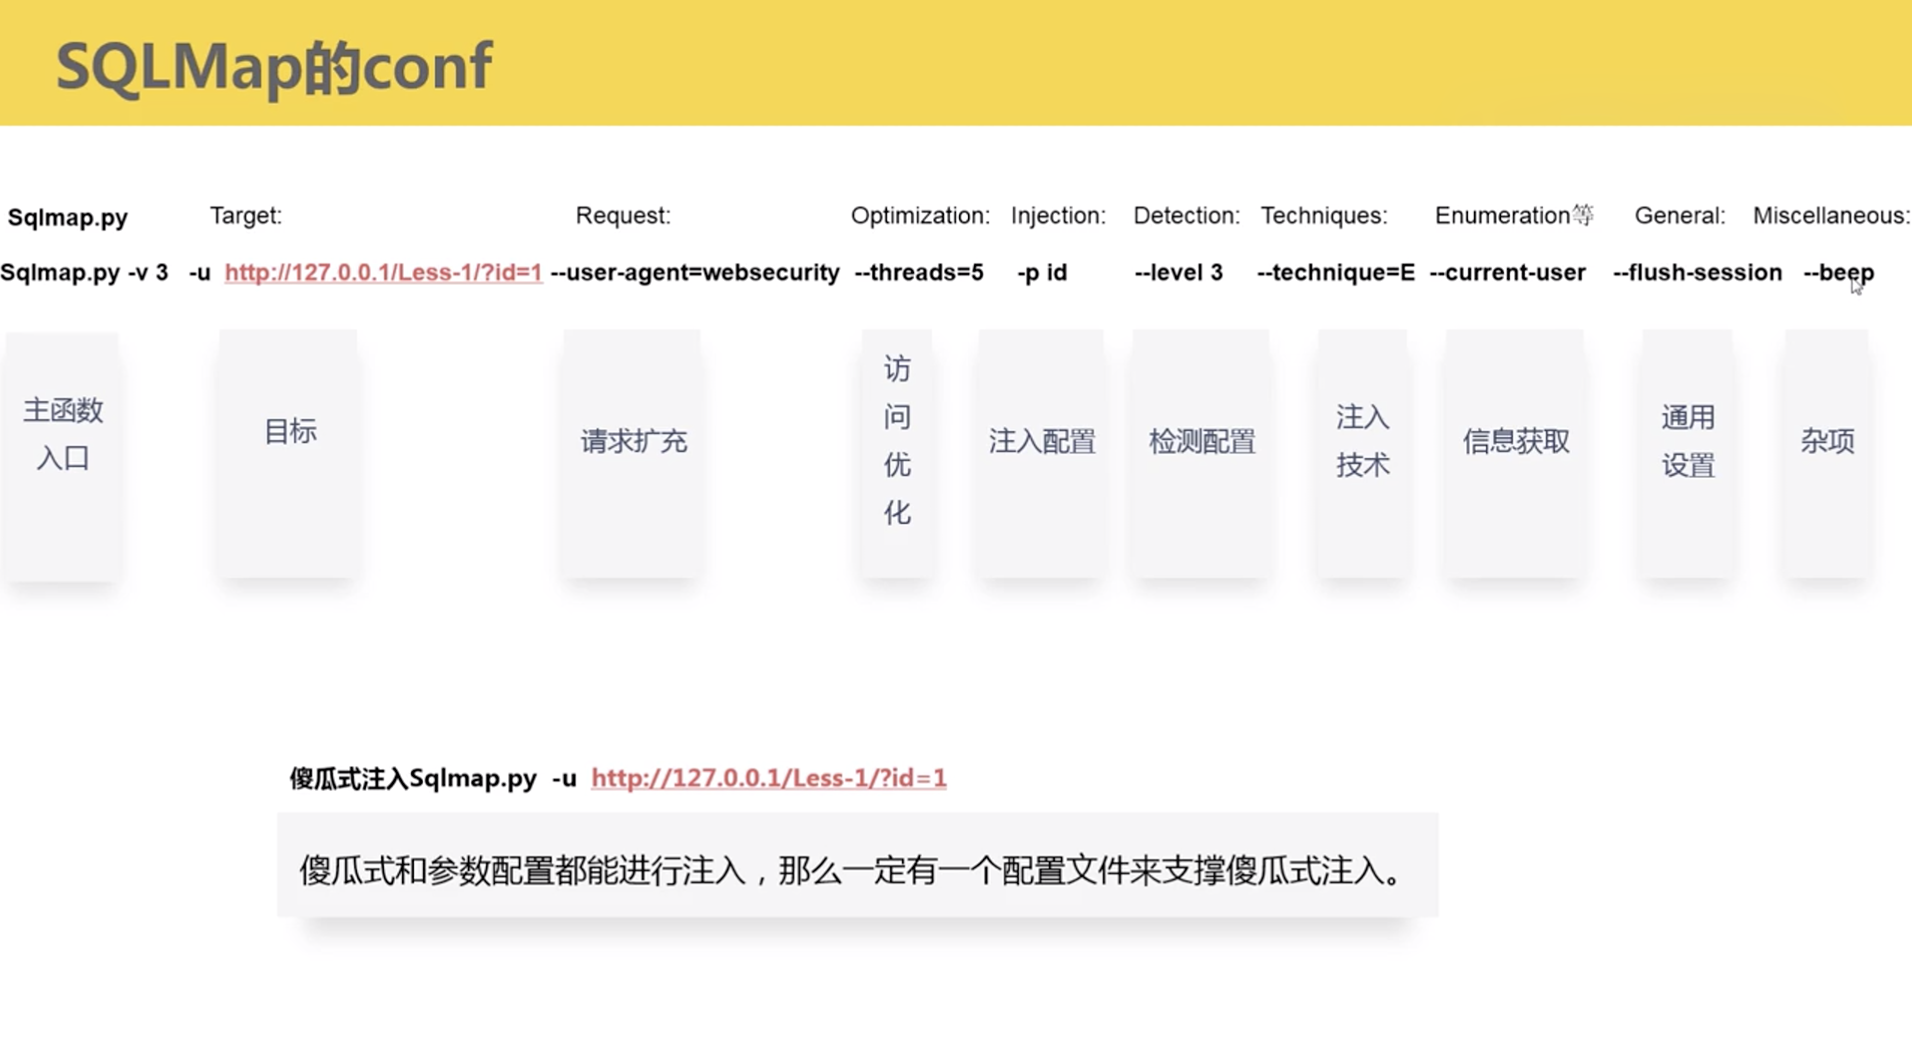 SQLMap的conf
Sqlmap.py Target: Request: Optimization: Injection: Detection: Techniques: Enumeration等 General: Miscellaneous:
Sqlmap.py -v 3 -u http://127.0.0.1/Less-1/?id=1 --user-agent=websecurity --threads=5 -p id --level 3 --technique=E --current-user --flush-session --beep
主函数
入口
目标
请求扩充
访
问
优
化
注入配置
检测配置
注入
技术
信息获取
通用
设置
杂项
傻瓜式注入Sqlmap.py -u http://127.0.0.1/Less-1/?id=1
傻瓜式和参数配置都能进行注入，那么一定有一个配置文件来支撑傻瓜式注入。